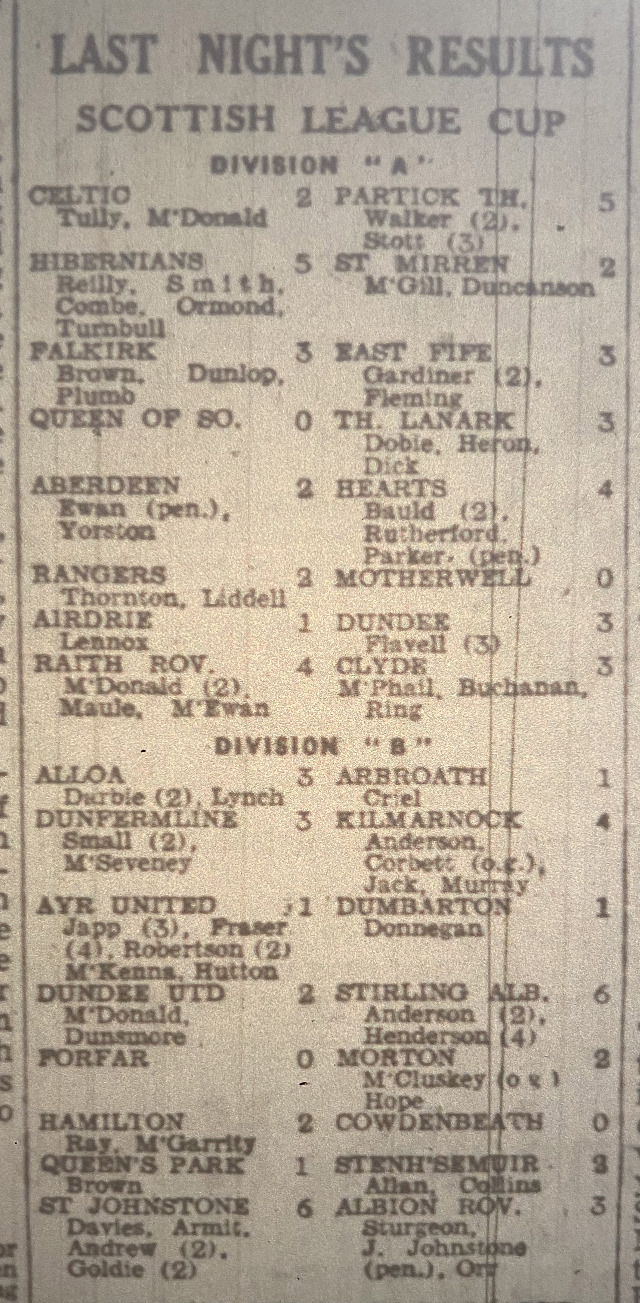 LAST NIGHT'S RESULTS
SCOTTISH LEAGUE CUP
DIVISION "A"
CELTIC 2 PARTICK TH. 5
Tully, M'Donald Walker (2),
Stott (3)
HIBERNIANS 5 ST MIRREN 2
Reilly, Smith, M'Gill, Duncanson
Combe, Ormond,
Turnbull
FALKIRK 3 EAST FIFE 3
Brown, Dunlop, Gardiner (2),
Plumb Fleming
QUEEN OF SO. 0 TH. LANARK 3
Dobie, Heron,
Dick
ABERDEEN 2 HEARTS 4
Ewan (pen.), Bauld (2),
Yorston Rutherford,
Parker (pen.)
RANGERS 2 MOTHERWELL 0
Thornton, Liddell
AIRDRIE 1 DUNDEE 3
Lennox Flavell (3)
RAITH ROV. 4 CLYDE 3
M'Donald (2), M'Phail, Buchanan,
Maule, M'Ewan Ring
DIVISION "B"
ALLOA 3 ARBROATH 1
Durbie (2), Lynch Criel
DUNFERMLINE 3 KILMARNOCK 4
Small (2), Anderson,
M'Seveney Corbett (o.g.),
Jack, Murray
AYR UNITED 1 DUMBARTON 1
Japp (3), Fraser Donnegan
(4), Robertson (2)
M'Kenna, Hutton
DUNDEE UTD 2 STIRLING ALB. 6
M'Donald, Anderson (2),
Dunsmore Henderson (4)
FORFAR 0 MORTON 2
M'Cluskey (o g)
Hope
HAMILTON 2 COWDENBEATH 0
Ray, M'Garrity
QUEEN'S PARK 1 STENH'SEMUIR
Brown Allan, Collins
ST JOHNSTONE 6 ALBION ROV. 3
Davies, Armit, Sturgeon,
Andrew (2), J. Johnstone
Goldie (2) (pen.), Orr